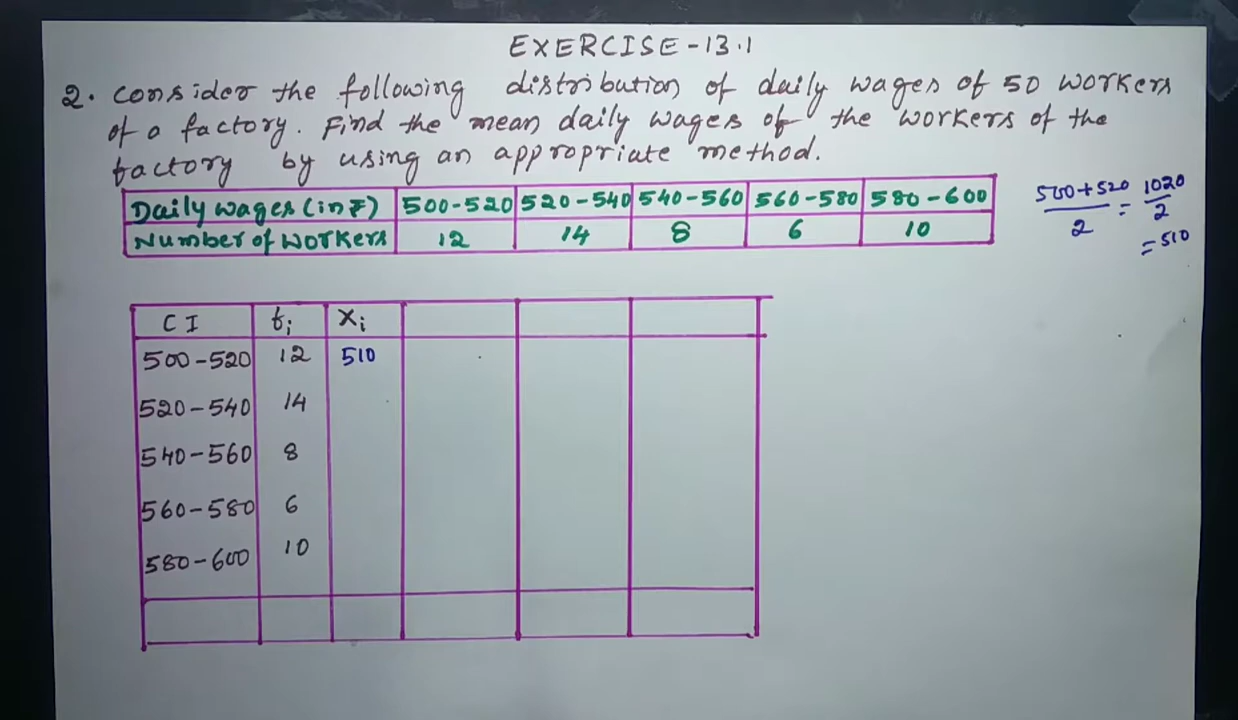 EXERCISE-13.1
2. consider the following distribution of daily wages of 50 workers
of a factory. Find the mean daily wages of the workers of the
factory by using an appropriate method.
Daily wages (in ₹) 500-520 520-540 540-560 560-580 580-600
Number of workers 12 14 8 6 10
500+520/2 = 1020/2
= 510
CI fi xi
500-520 12 510
520-540 14
540-560 8
560-580 6
580-600 10